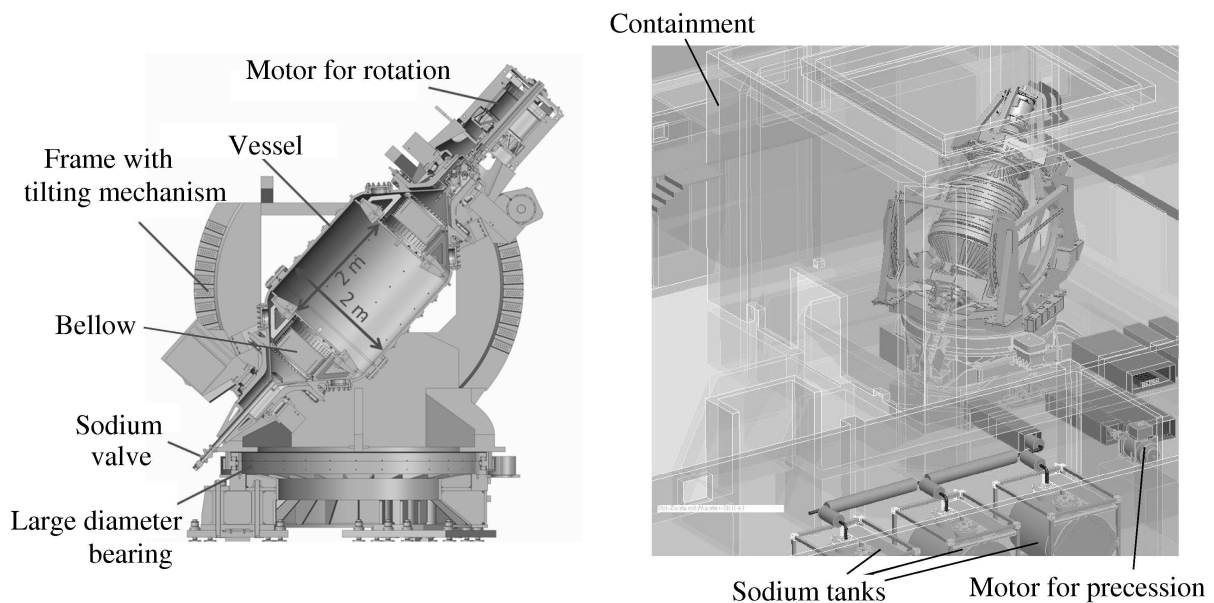 Containment
Motor for rotation
Vessel
Frame with
tilting mechanism
2 m
2 m
Bellow
Sodium
valve
Large diameter
bearing
Sodium tanks
Motor for precession